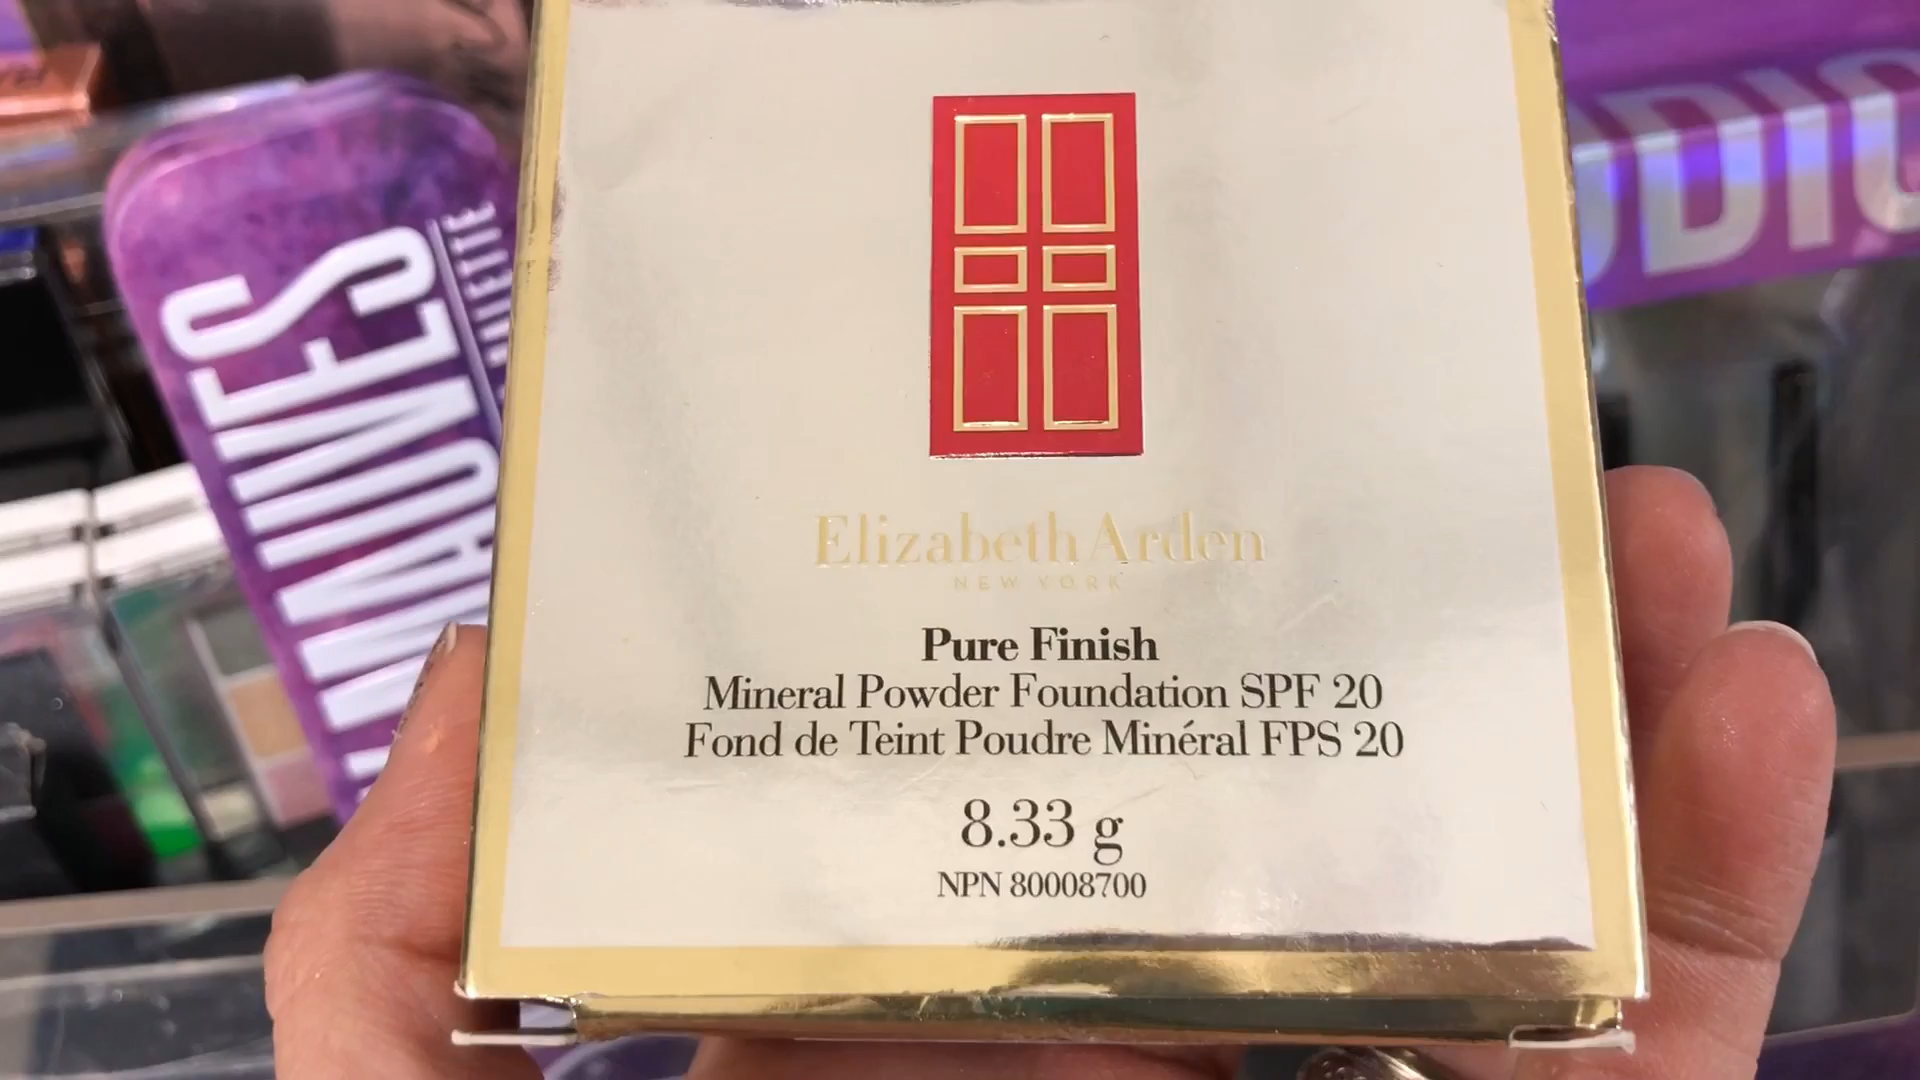 Elizabeth Arden
NEW YORK
Pure Finish
Mineral Powder Foundation SPF 20
Fond de Teint Poudre Minéral FPS 20
8.33 g
NPN 80008700